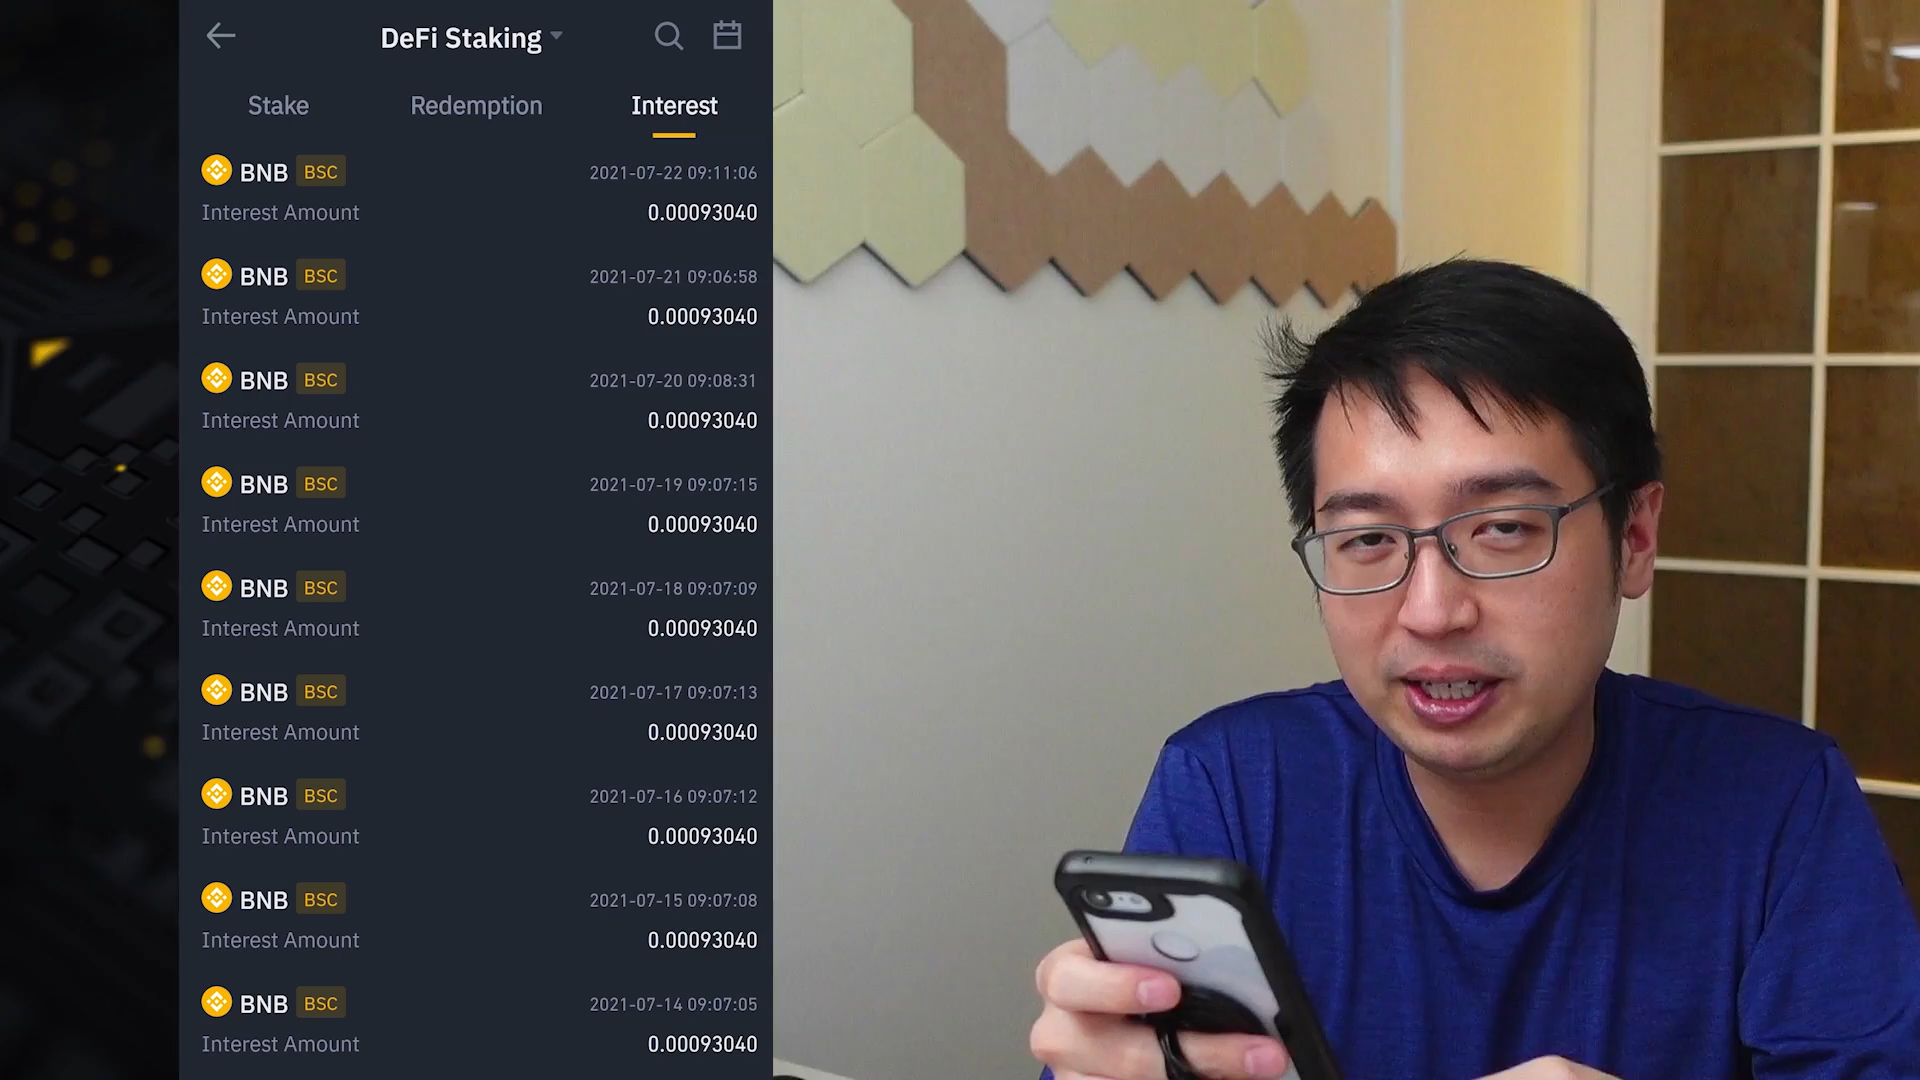 DeFi Staking
Stake Redemption Interest
BNB BSC 2021-07-22 09:11:06
Interest Amount 0.00093040
BNB BSC 2021-07-21 09:06:58
Interest Amount 0.00093040
BNB BSC 2021-07-20 09:08:31
Interest Amount 0.00093040
BNB BSC 2021-07-19 09:07:15
Interest Amount 0.00093040
BNB BSC 2021-07-18 09:07:09
Interest Amount 0.00093040
BNB BSC 2021-07-17 09:07:13
Interest Amount 0.00093040
BNB BSC 2021-07-16 09:07:12
Interest Amount 0.00093040
BNB BSC 2021-07-15 09:07:08
Interest Amount 0.00093040
BNB BSC 2021-07-14 09:07:05
Interest Amount 0.00093040